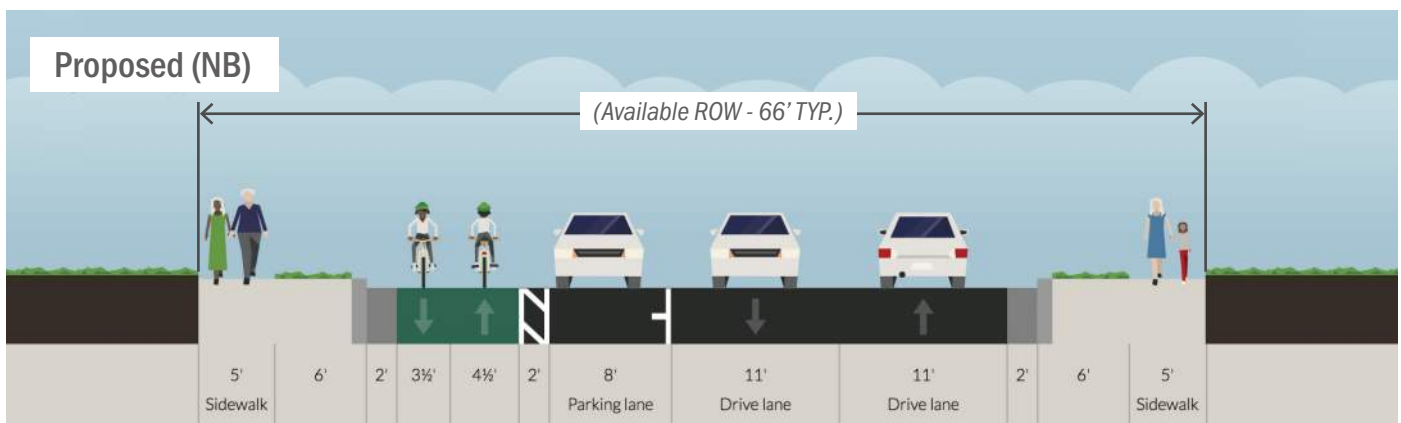 Proposed (NB)
(Available ROW - 66' TYP.)
5' 6' 2' 3½' 4½' 2' 8' 11' 11' 2' 6' 5'
Sidewalk Parking lane Drive lane Drive lane Sidewalk